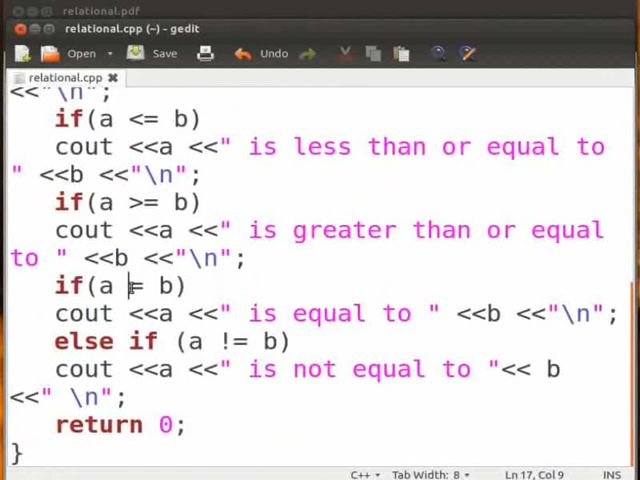 relational.pdf
relational.cpp (~) - gedit
Open Save Undo
relational.cpp
<<"\n";
if(a <= b)
cout <<a <<" is less than or equal to
" <<b <<"\n";
if(a >= b)
cout <<a <<" is greater than or equal
to " <<b <<"\n";
if(a = b)
cout <<a <<" is equal to " <<b <<"\n";
else if (a != b)
cout <<a <<" is not equal to "<< b
<<" \n";
return 0;
}
C++ Tab Width: 8 Ln 17, Col 9 INS